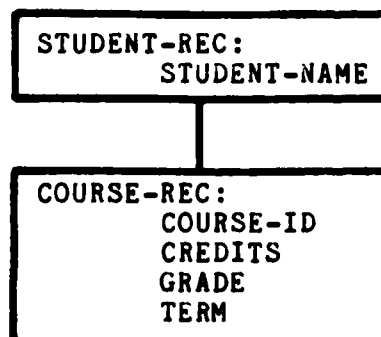 STUDENT-REC:
STUDENT-NAME
COURSE-REC:
COURSE-ID
CREDITS
GRADE
TERM